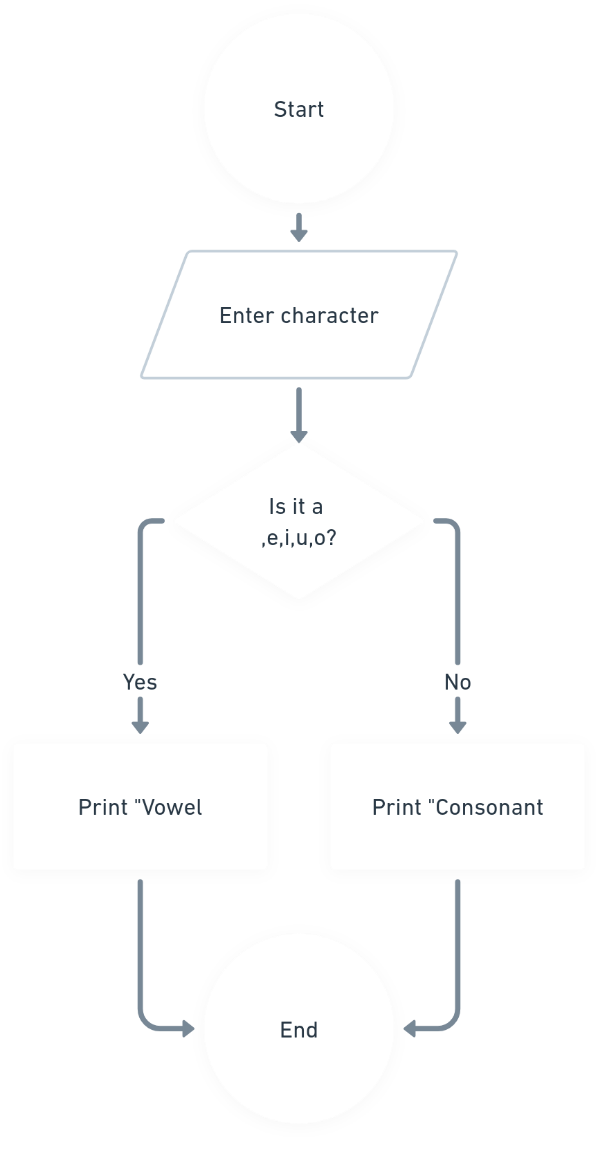 Start
Enter character
Is it a
,e,i,u,o?
Yes
No
Print "Vowel
Print "Consonant
End